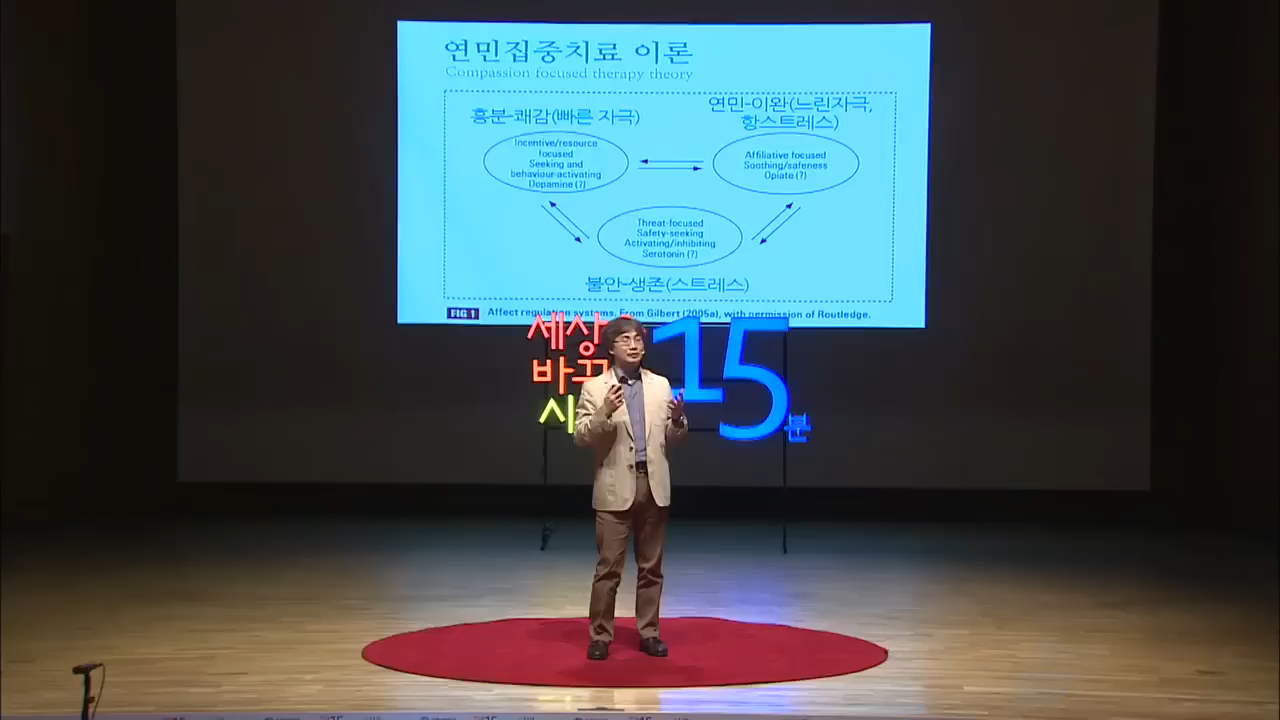 연민집중치료 이론
Compassion focused therapy theory
흥분-쾌감(빠른 자극)
연민-이완(느린자극,
항스트레스)
Incentive/resource
focused
Seeking and
behaviour-activating
Dopamine (?)
Affiliative focused
Soothing/safeness
Opiate (?)
Threat-focused
Safety-seeking
Activating/inhibiting
Serotonin (?)
불안-생존(스트레스)
FIG 1 Affect regulation systems. From Gilbert (2005a), with permission of Routledge.
세상
바꾸
시
15분